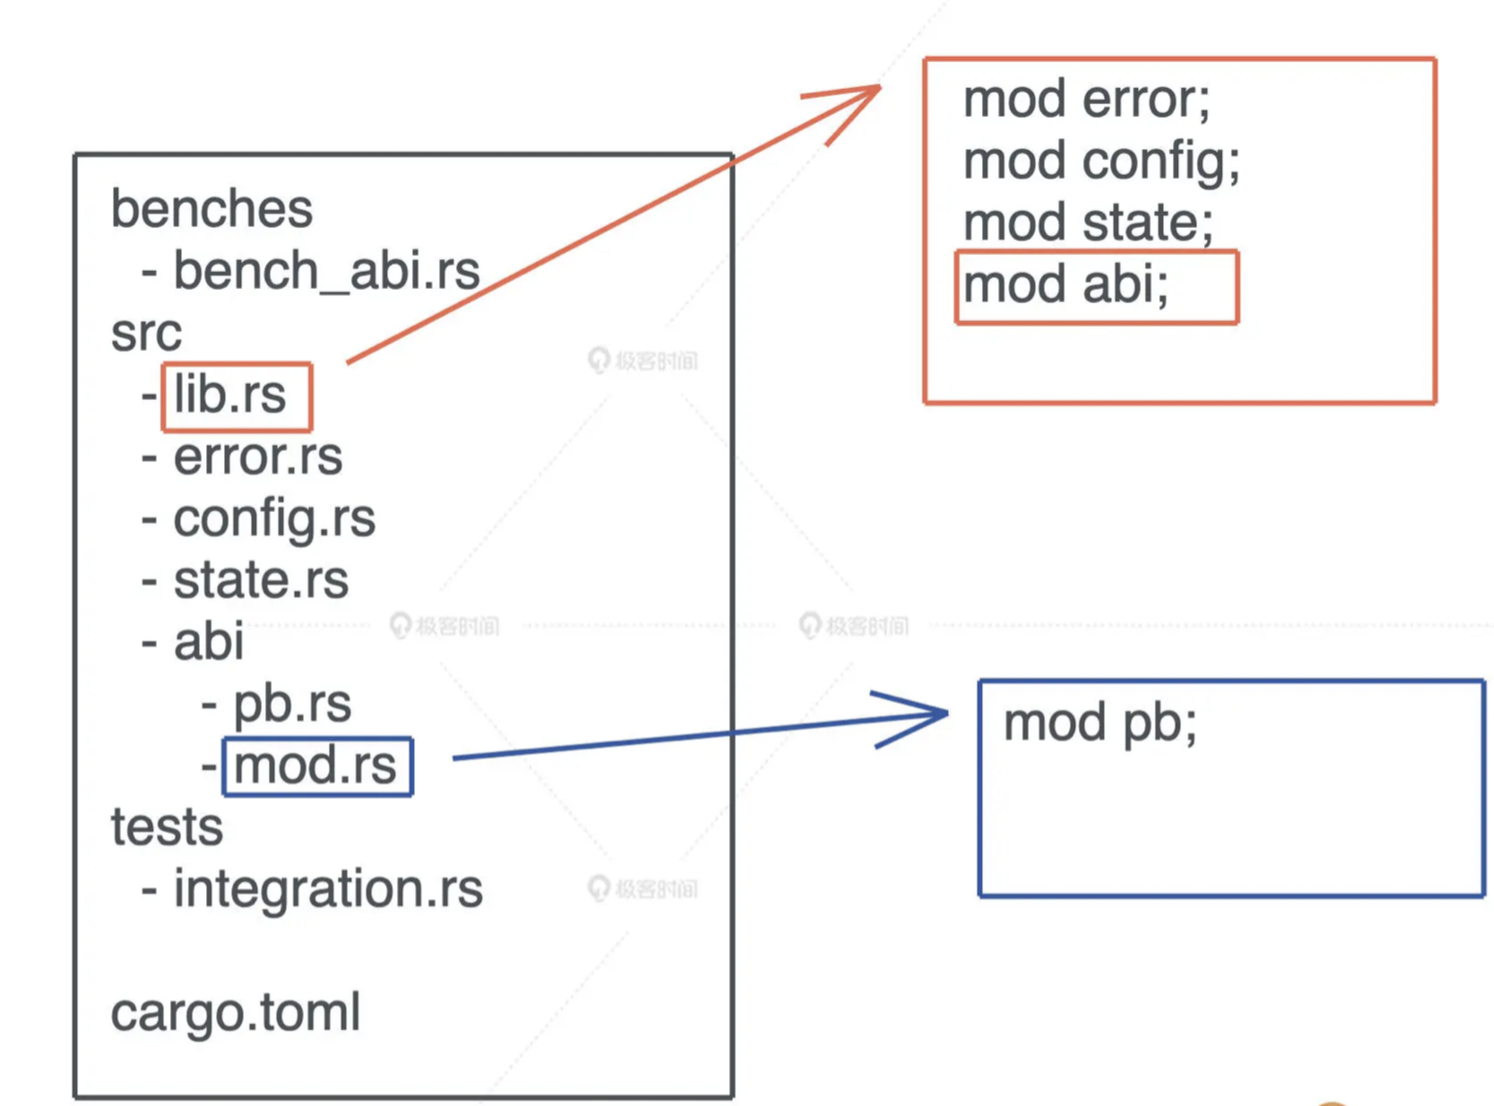 benches
- bench_abi.rs
src
- lib.rs
- error.rs
- config.rs
- state.rs
- abi
- pb.rs
- mod.rs
tests
- integration.rs
cargo.toml
mod error;
mod config;
mod state;
mod abi;
mod pb;
极客时间
极客时间
极客时间
极客时间